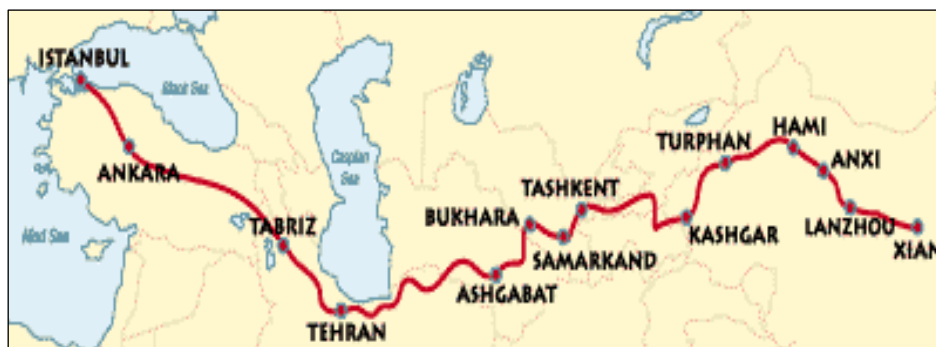 ISTANBUL
Black Sea
ANKARA
Med Sea
TABRIZ
Caspian
Sea
TEHRAN
ASHGABAT
BUKHARA
SAMARKAND
TASHKENT
KASHGAR
TURPHAN
HAMI
ANXI
LANZHOU
XIAN